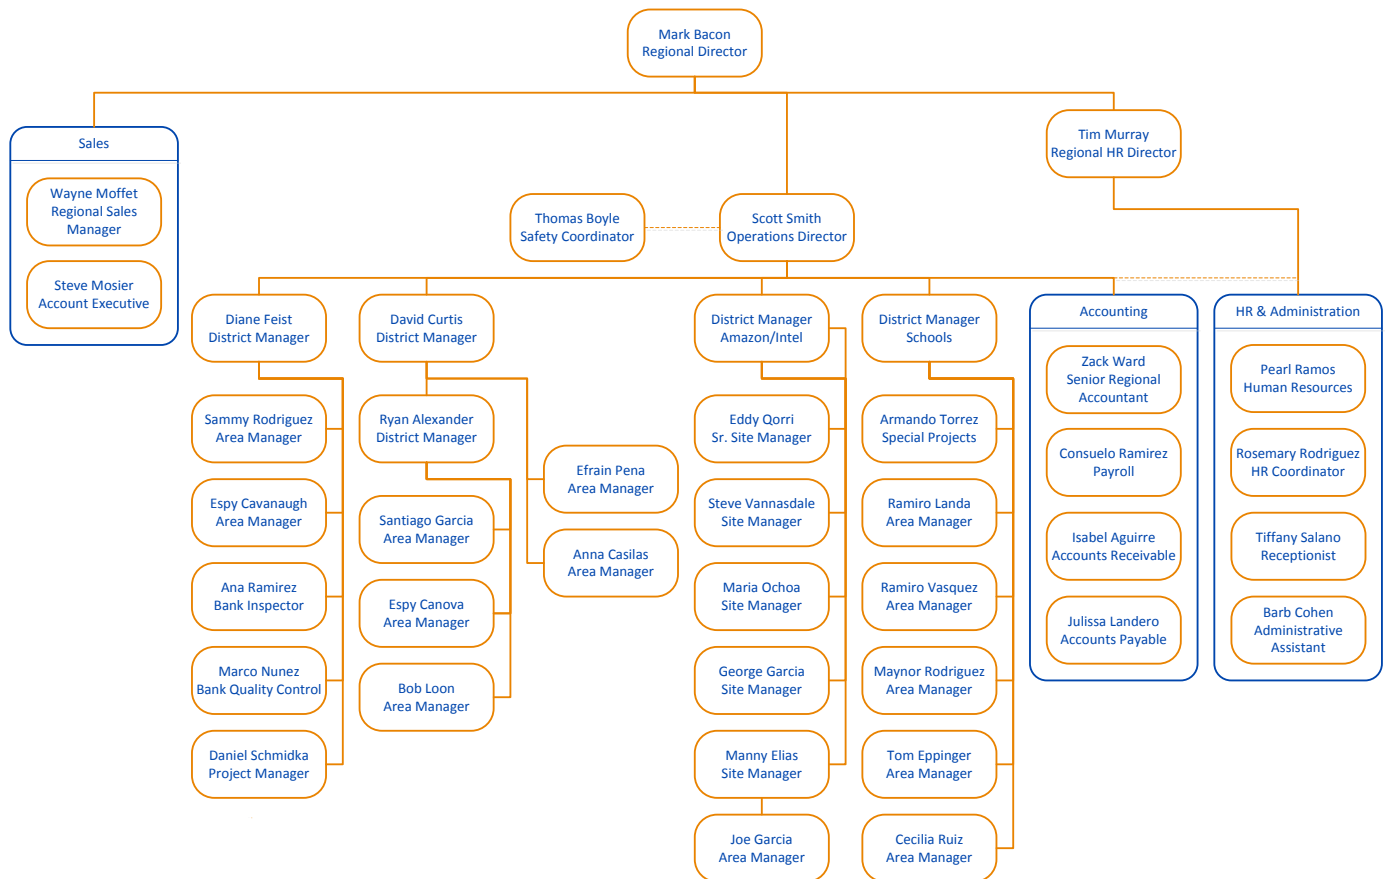 Mark Bacon
Regional Director
Sales
Wayne Moffet
Regional Sales
Manager
Steve Mosier
Account Executive
Tim Murray
Regional HR Director
Thomas Boyle
Safety Coordinator
Scott Smith
Operations Director
Diane Feist
District Manager
Sammy Rodriguez
Area Manager
Espy Cavanaugh
Area Manager
Ana Ramirez
Bank Inspector
Marco Nunez
Bank Quality Control
Daniel Schmidka
Project Manager
David Curtis
District Manager
Ryan Alexander
District Manager
Santiago Garcia
Area Manager
Espy Canova
Area Manager
Bob Loon
Area Manager
Efrain Pena
Area Manager
Anna Casilas
Area Manager
District Manager
Amazon/Intel
Eddy Qorri
Sr. Site Manager
Steve Vannasdale
Site Manager
Maria Ochoa
Site Manager
George Garcia
Site Manager
Manny Elias
Site Manager
Joe Garcia
Area Manager
District Manager
Schools
Armando Torrez
Special Projects
Ramiro Landa
Area Manager
Ramiro Vasquez
Area Manager
Maynor Rodriguez
Area Manager
Tom Eppinger
Area Manager
Cecilia Ruiz
Area Manager
Accounting
Zack Ward
Senior Regional
Accountant
Consuelo Ramirez
Payroll
Isabel Aguirre
Accounts Receivable
Julissa Landero
Accounts Payable
HR & Administration
Pearl Ramos
Human Resources
Rosemary Rodriguez
HR Coordinator
Tiffany Salano
Receptionist
Barb Cohen
Administrative
Assistant